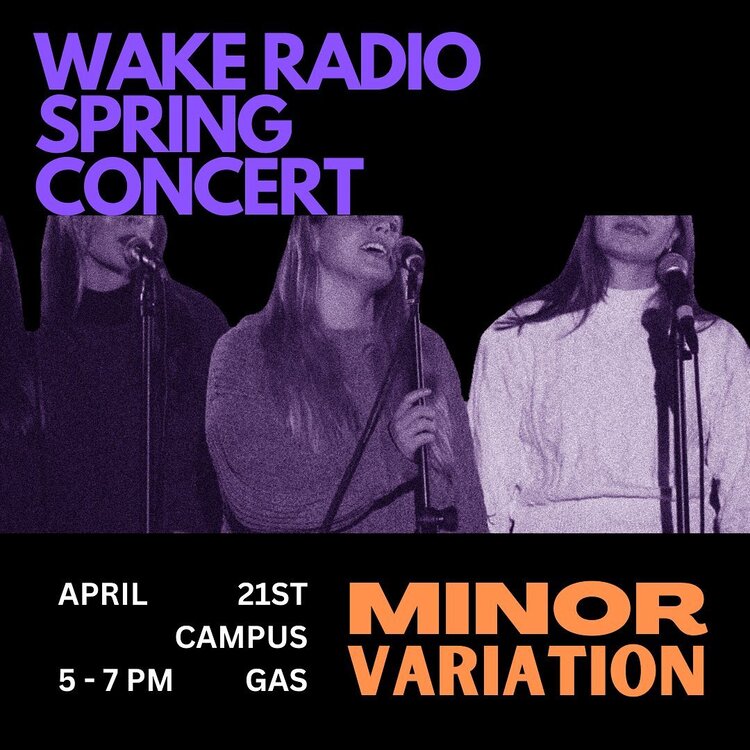 WAKE RADIO
SPRING
CONCERT
APRIL 21ST
CAMPUS
5 - 7 PM GAS
MINOR
VARIATION